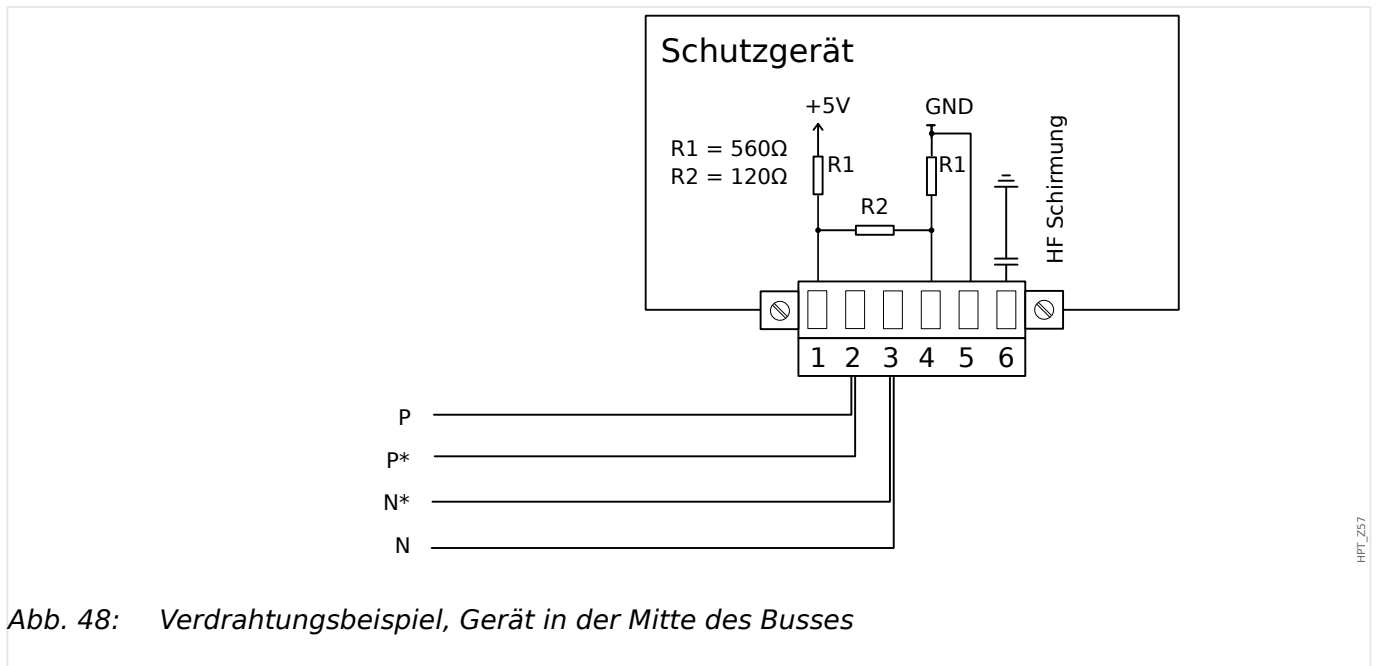 Schutzgerät
+5V
GND
R1 = 560Ω
R2 = 120Ω
R1
R1
R2
HF Schirmung
1 2 3 4 5 6
P
P*
N*
N
HPT_Z57
Abb. 48: Verdrahtungsbeispiel, Gerät in der Mitte des Busses